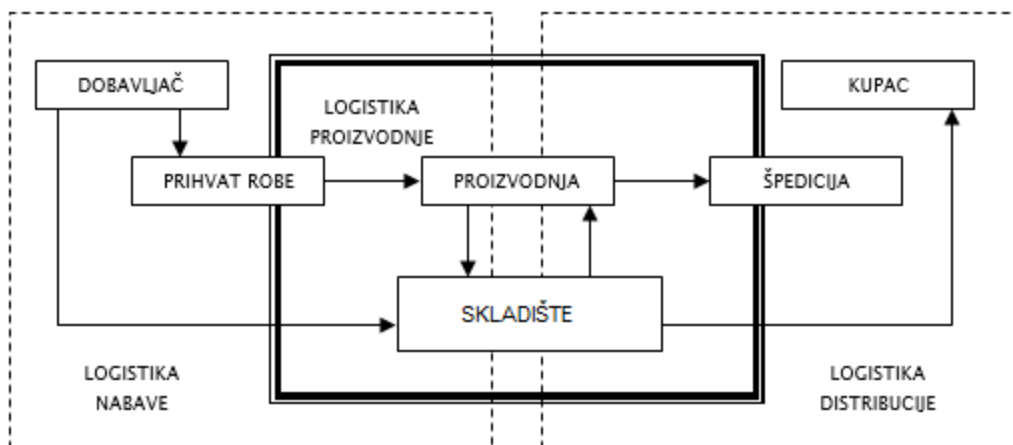 DOBAVLJAČ
KUPAC
LOGISTIKA
PROIZVODNJE
PRIHVAT ROBE
PROIZVODNJA
ŠPEDICIJA
SKLADIŠTE
LOGISTIKA
NABAVE
LOGISTIKA
DISTRIBUCIJE